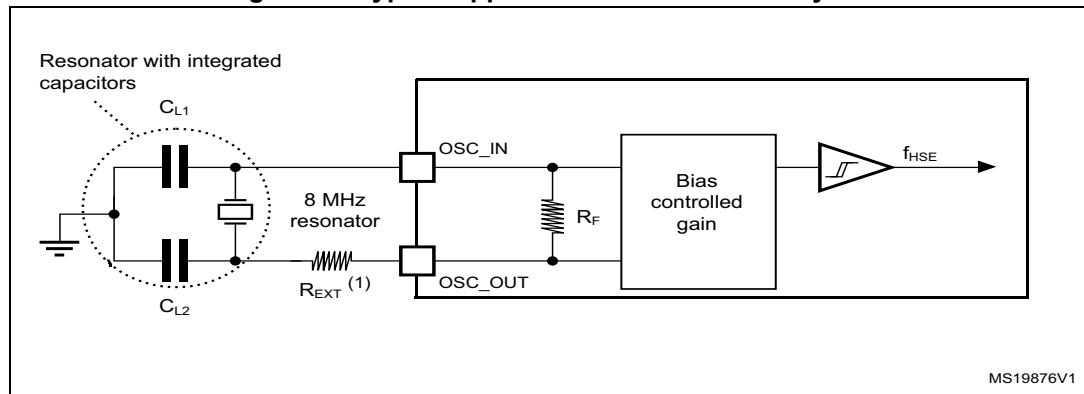 Resonator with integrated
capacitors
CL1
OSC_IN
fHSE
8 MHz
resonator
RF
Bias
controlled
gain
REXT (1)
OSC_OUT
CL2
MS19876V1